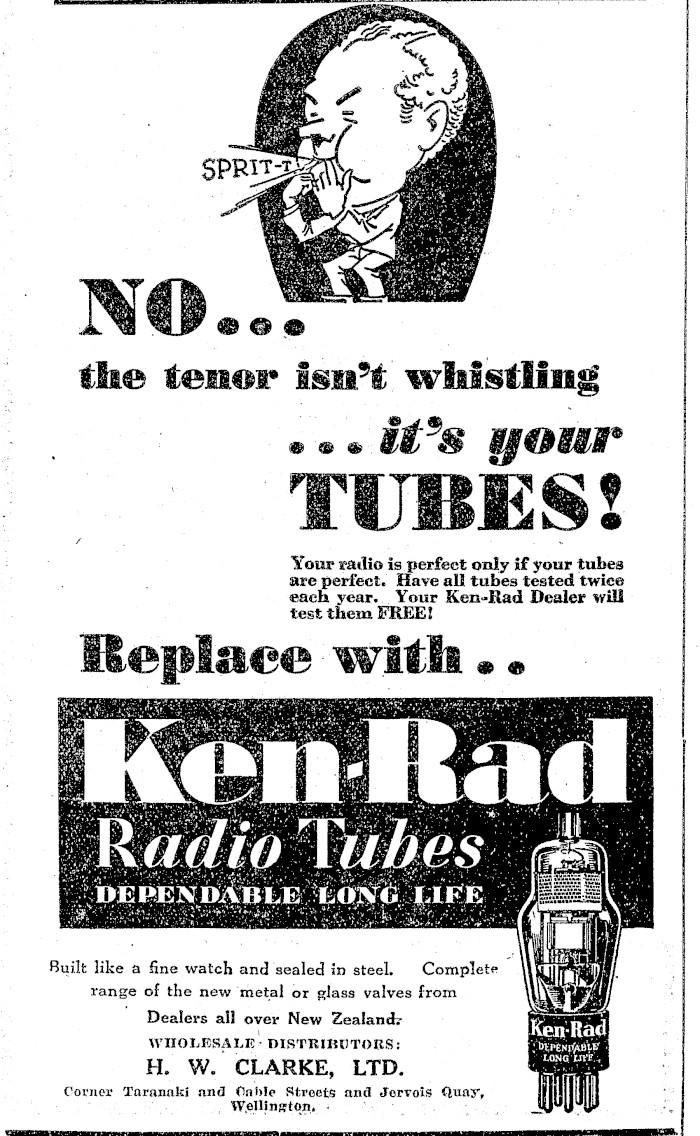 SPRIT-T!
NO...
the tenor isn't whistling
...it's your
TUBES!
Your radio is perfect only if your tubes
are perfect. Have all tubes tested twice
each year. Your Ken-Rad Dealer will
test them FREE!
Replace with..
Ken-Rad
Radio Tubes
DEPENDABLE LONG LIFE
Built like a fine watch and sealed in steel. Complete
range of the new metal or glass valves from
Dealers all over New Zealand.
WHOLESALE DISTRIBUTORS:
H. W. CLARKE, LTD.
Corner Taranaki and Cable Streets and Jervois Quay,
Wellington.
Ken-Rad
DEPENDABLE
LONG LIFE